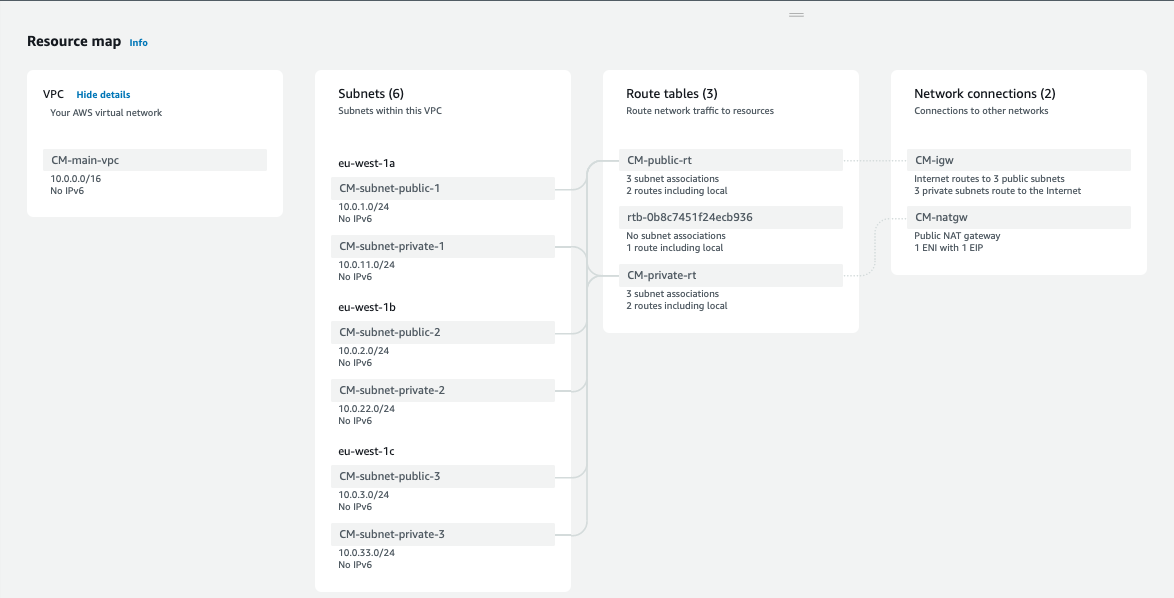 Resource map Info
VPC Hide details
Your AWS virtual network
CM-main-vpc
10.0.0.0/16
No IPv6
Subnets (6)
Subnets within this VPC
eu-west-1a
CM-subnet-public-1
10.0.1.0/24
No IPv6
CM-subnet-private-1
10.0.11.0/24
No IPv6
eu-west-1b
CM-subnet-public-2
10.0.2.0/24
No IPv6
CM-subnet-private-2
10.0.22.0/24
No IPv6
eu-west-1c
CM-subnet-public-3
10.0.3.0/24
No IPv6
CM-subnet-private-3
10.0.33.0/24
No IPv6
Route tables (3)
Route network traffic to resources
CM-public-rt
3 subnet associations
2 routes including local
rtb-0b8c7451f24ecb936
No subnet associations
1 route including local
CM-private-rt
3 subnet associations
2 routes including local
Network connections (2)
Connections to other networks
CM-igw
Internet routes to 3 public subnets
3 private subnets route to the Internet
CM-natgw
Public NAT gateway
1 ENI with 1 EIP